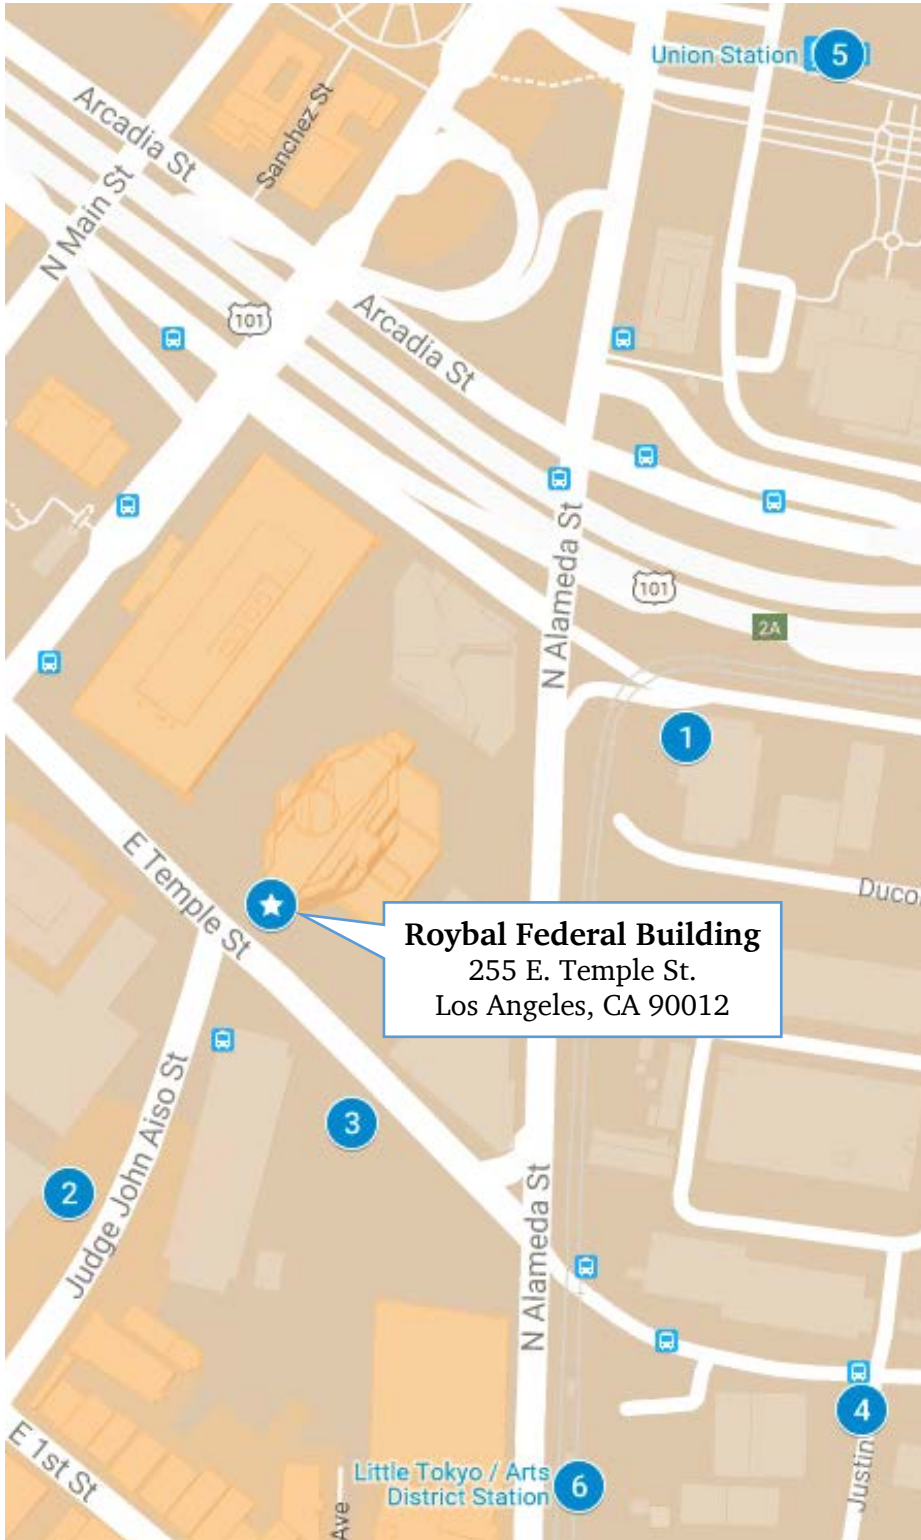 Union Station
5
Arcadia St
Sanchez St
N Main St
101
Arcadia St
N Alameda St
101
2A
1
E Temple St
Duco
Roybal Federal Building
255 E. Temple St.
Los Angeles, CA 90012
3
2
Judge John Aiso St
N Alameda St
4
E 1st St
Little Tokyo / Arts
District Station
6
Justin
Ave